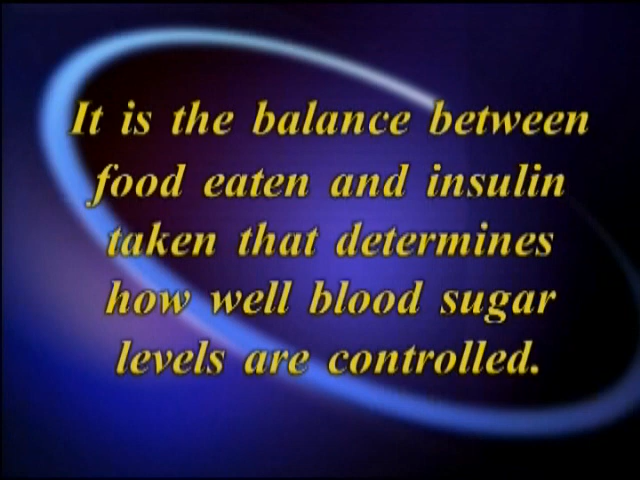 It is the balance between
food eaten and insulin
taken that determines
how well blood sugar
levels are controlled.